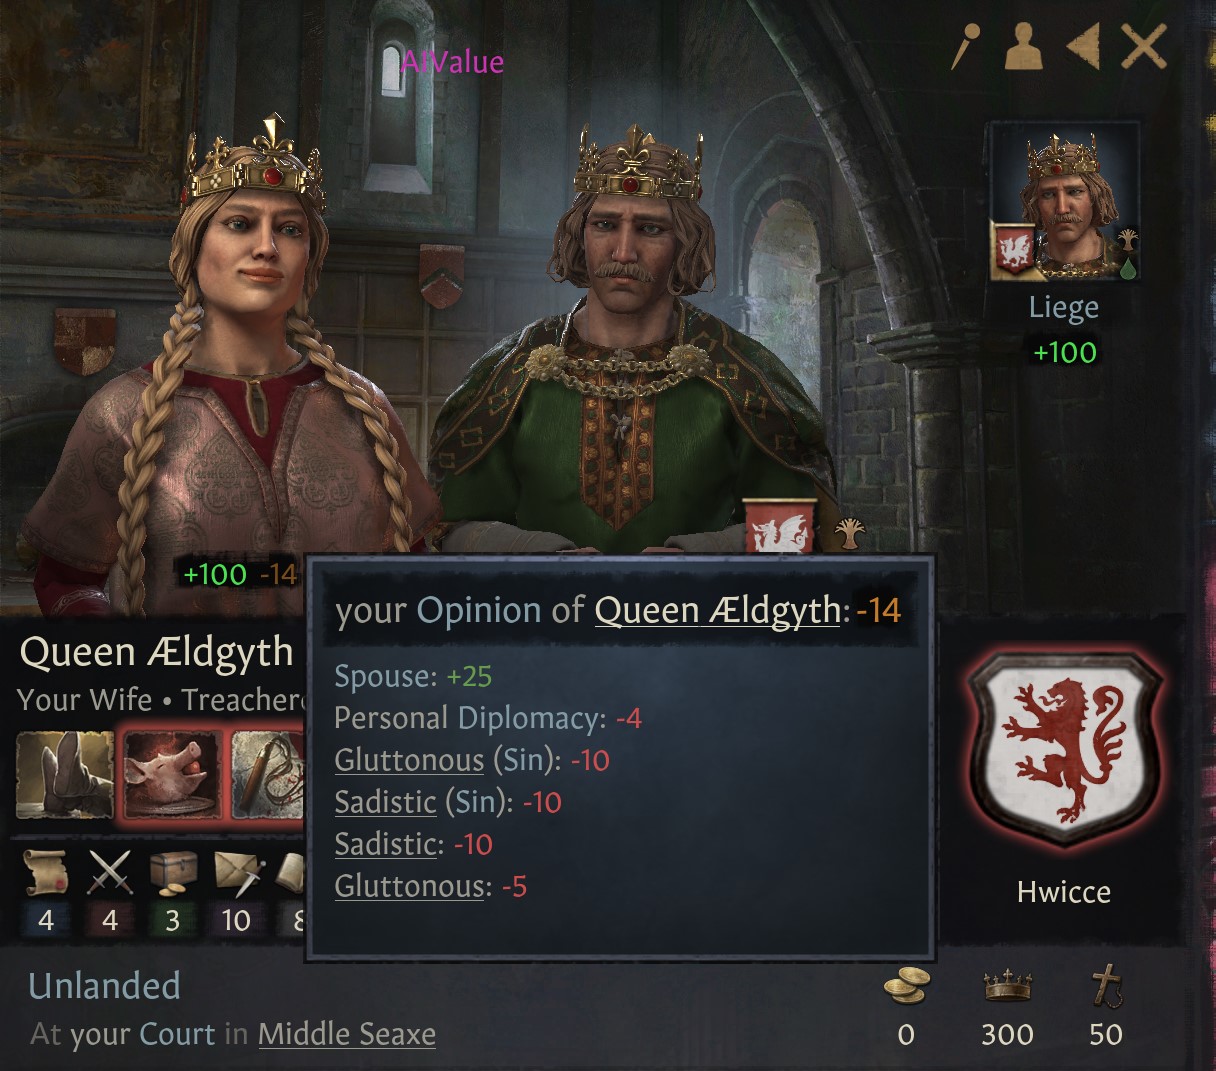 AIValue
Liege
+100
+100 -14
your Opinion of Queen Ældgyth: -14
Spouse: +25
Personal Diplomacy: -4
Gluttonous (Sin): -10
Sadistic (Sin): -10
Sadistic: -10
Gluttonous: -5
Queen Ældgyth
Your Wife •
4 4 3 10
Hwicce
Unlanded
At your Court in Middle Seaxe
0 300 50